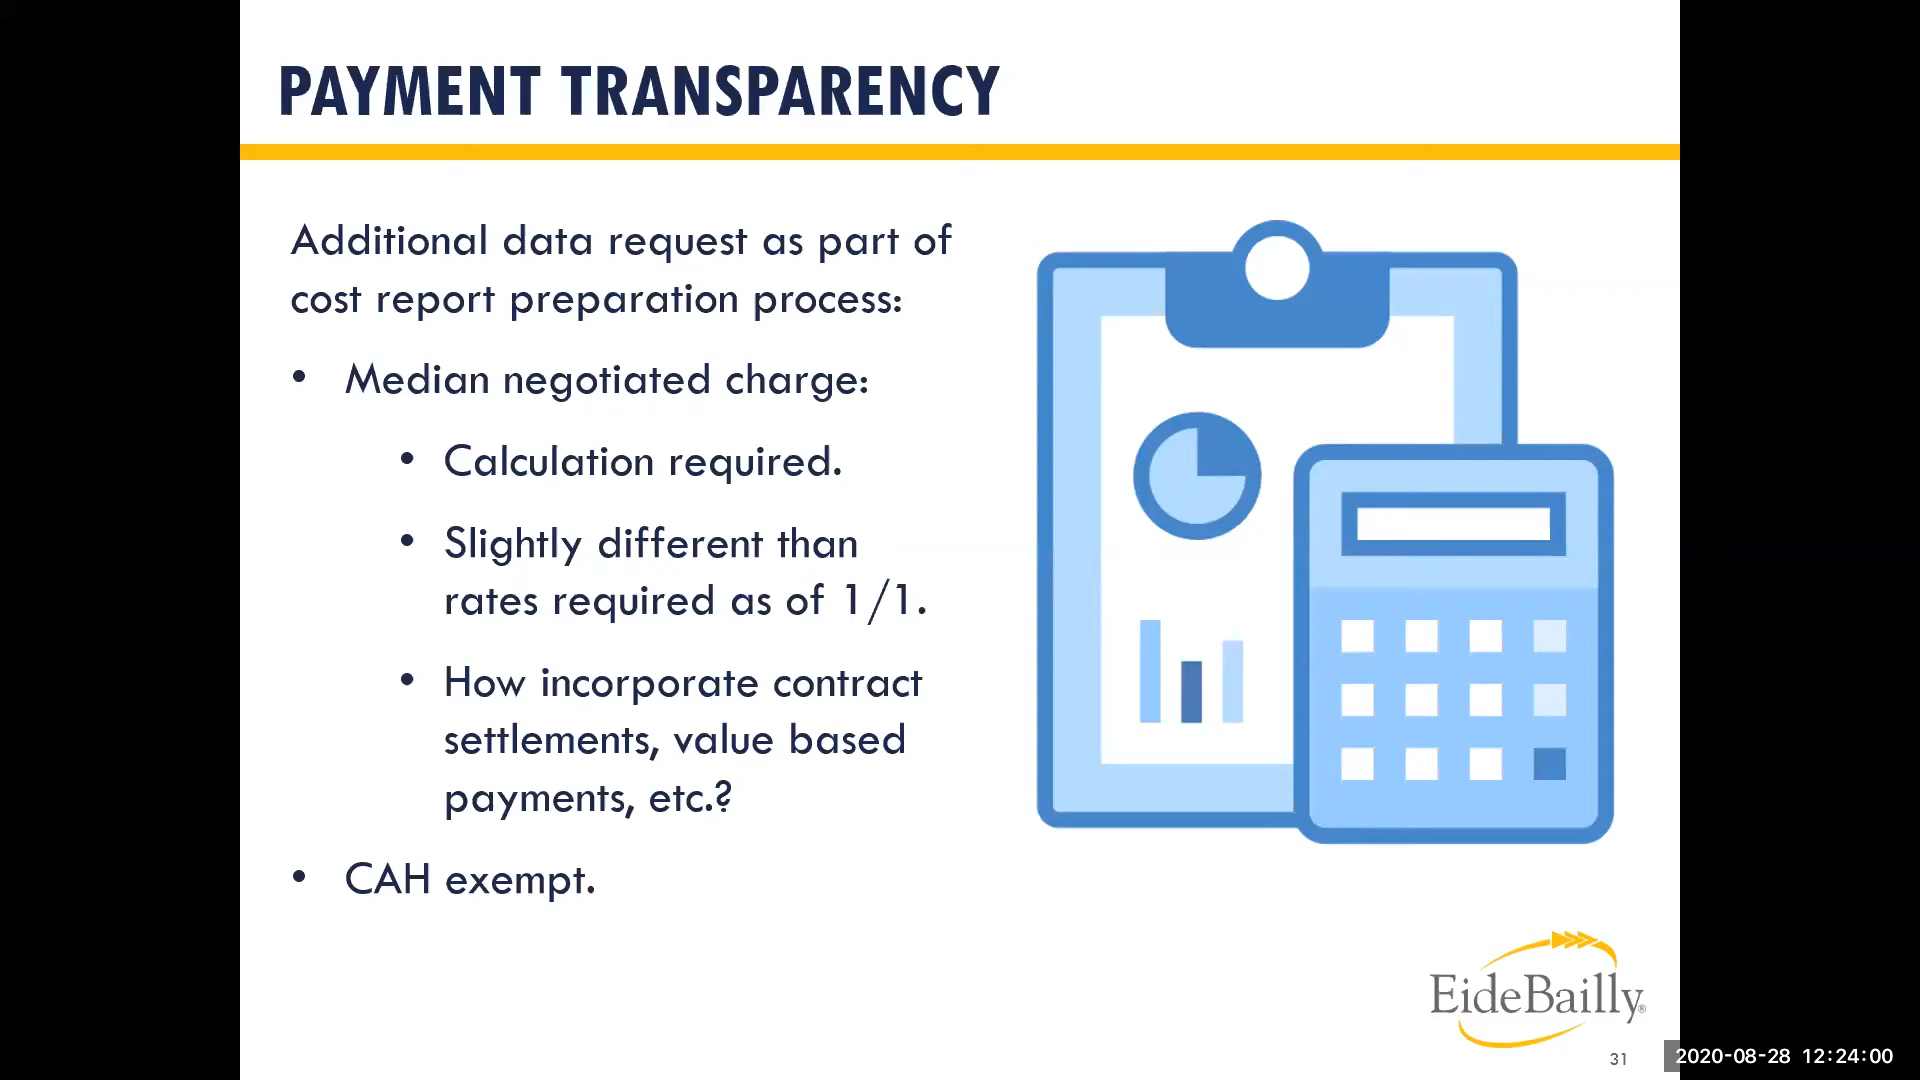 PAYMENT TRANSPARENCY
Additional data request as part of
cost report preparation process:
• Median negotiated charge:
• Calculation required.
• Slightly different than
rates required as of 1/1.
• How incorporate contract
settlements, value based
payments, etc.?
• CAH exempt.
EideBailly®
31
2020-08-28 12:24:00